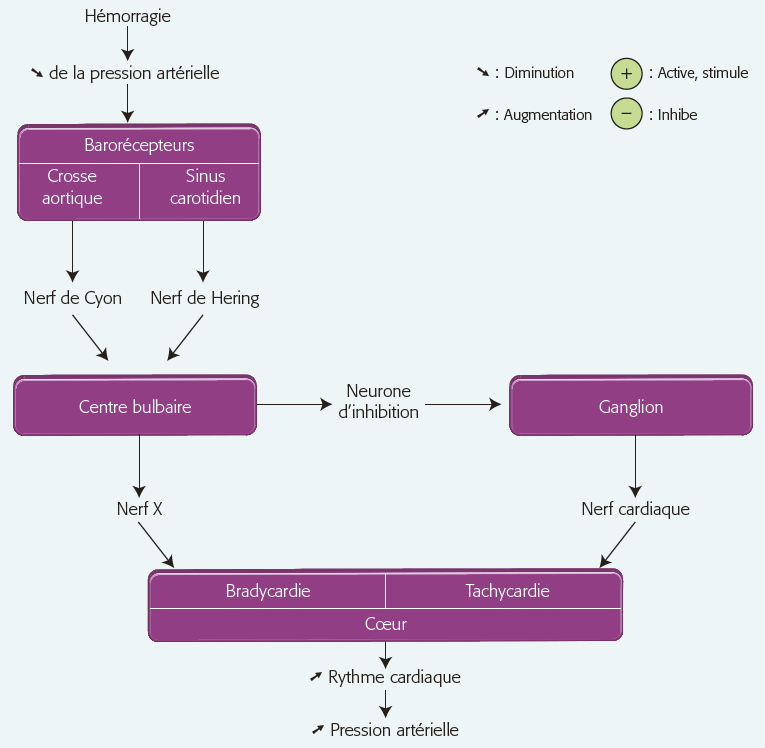 Hémorragie
↘ de la pression artérielle
↘ : Diminution
+ : Active, stimule
↗ : Augmentation
− : Inhibe
Barorécepteurs
Crosse
aortique
Sinus
carotidien
Nerf de Cyon
Nerf de Hering
Centre bulbaire
Neurone
d'inhibition
Ganglion
Nerf X
Nerf cardiaque
Bradycardie
Tachycardie
Cœur
↗ Rythme cardiaque
↗ Pression artérielle